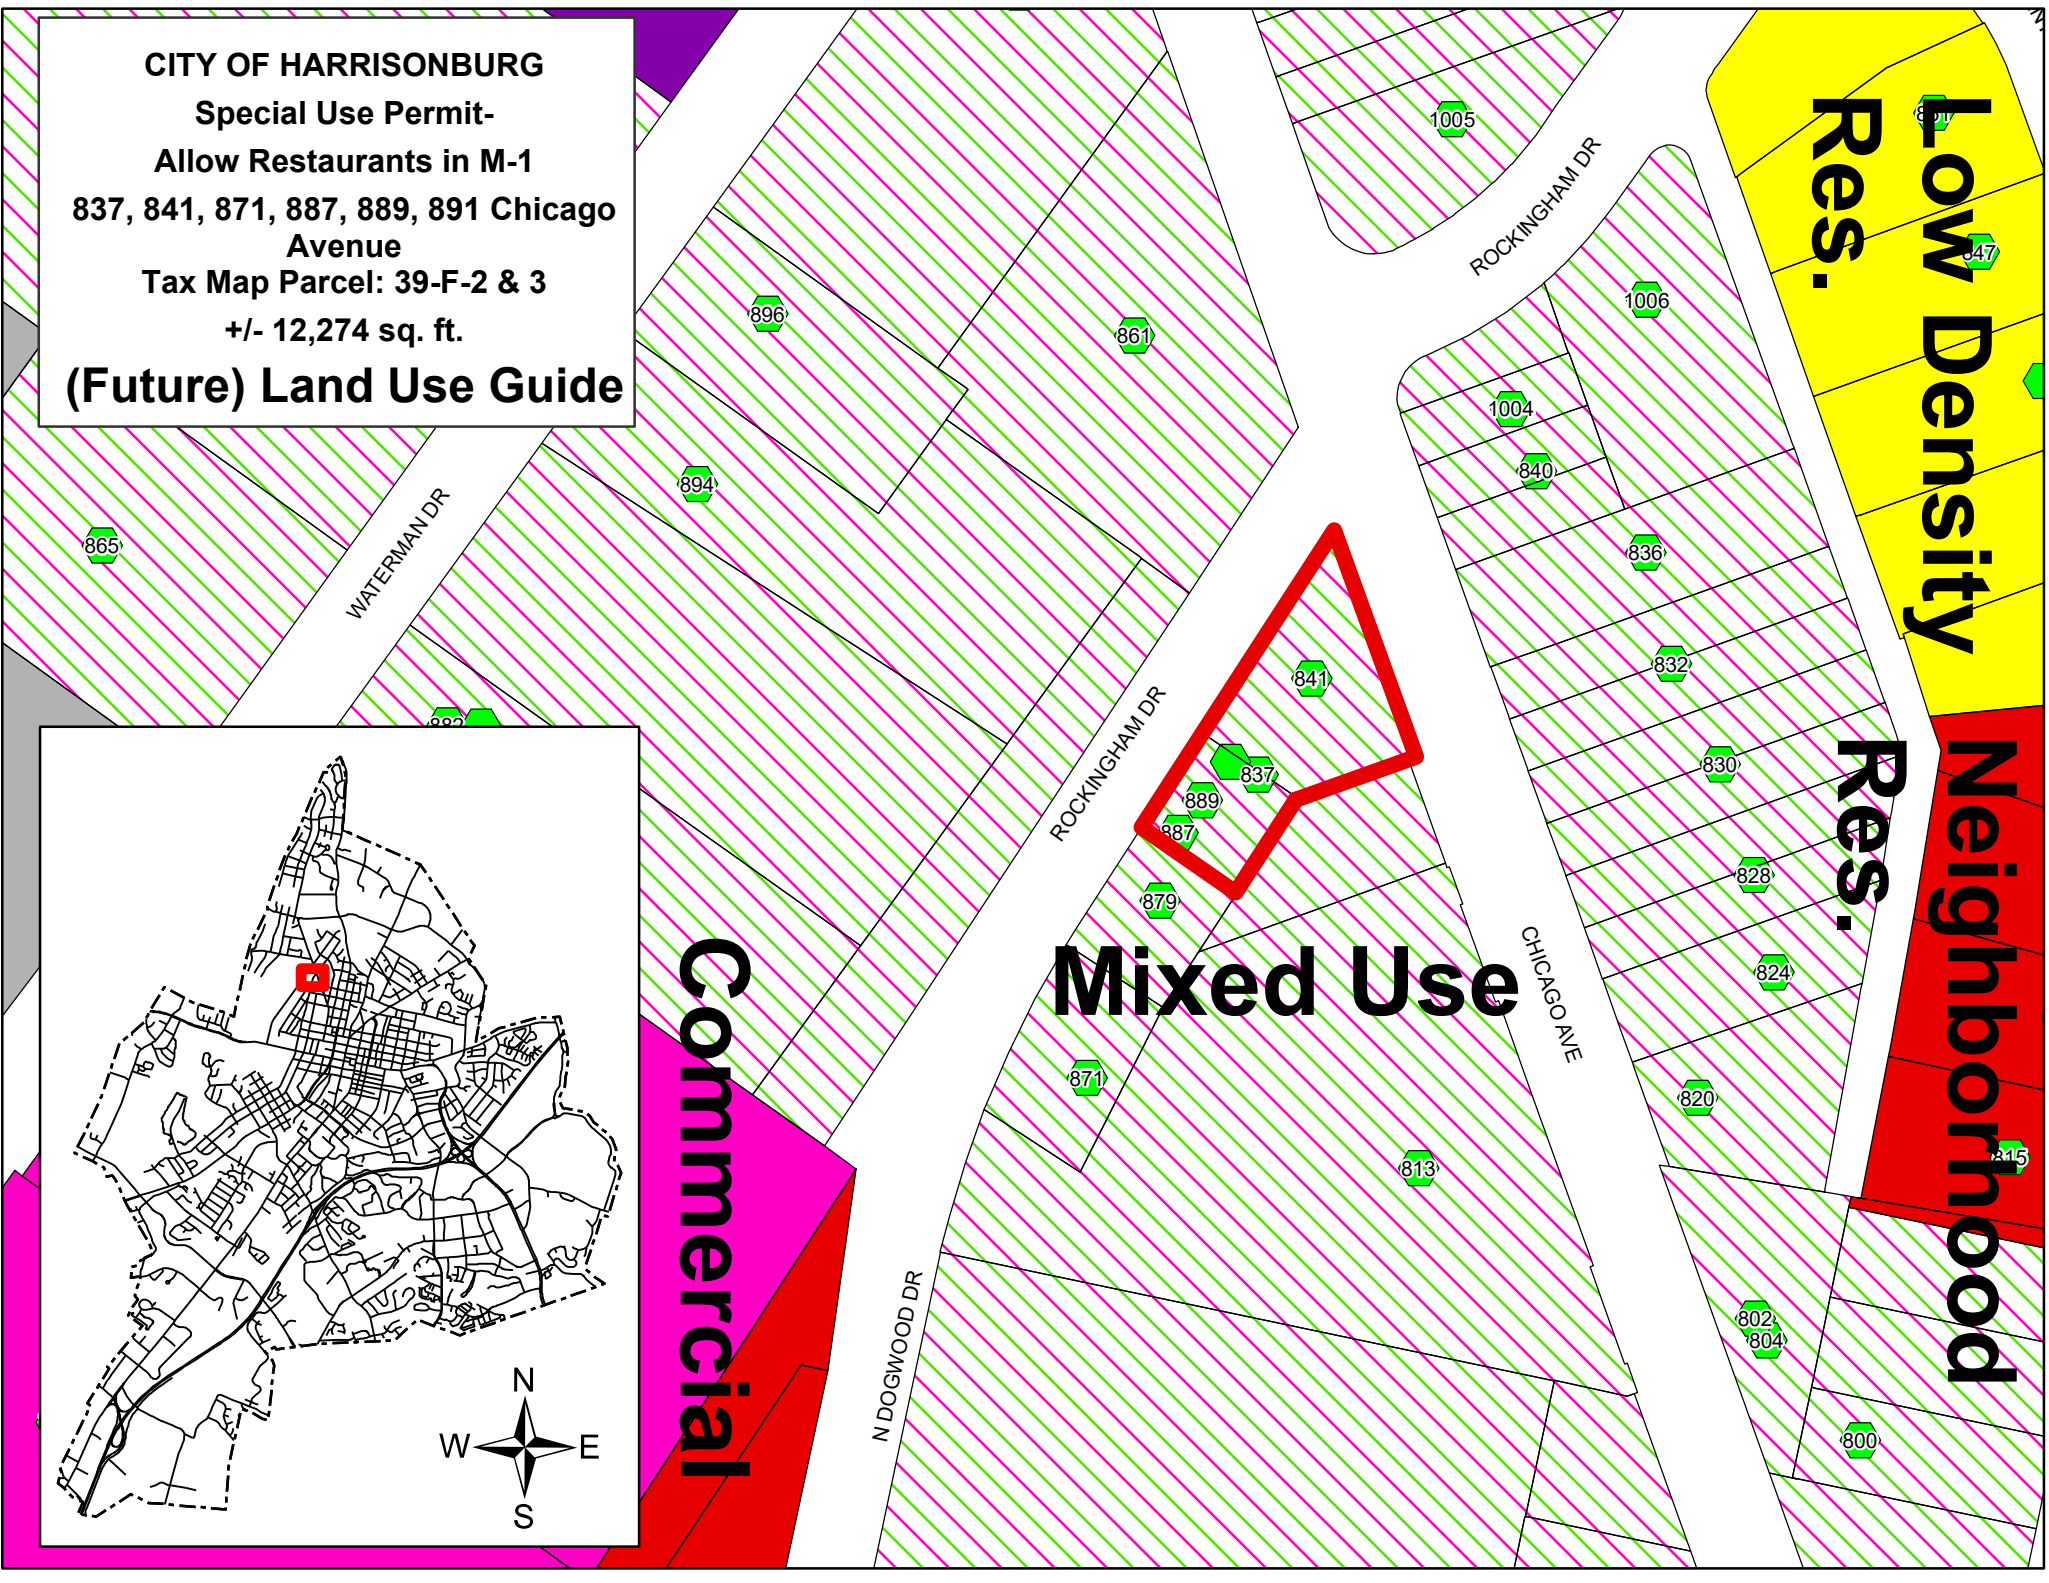 CITY OF HARRISONBURG
Special Use Permit-
Allow Restaurants in M-1
837, 841, 871, 887, 889, 891 Chicago
Avenue
Tax Map Parcel: 39-F-2 & 3
+/- 12,274 sq. ft.
(Future) Land Use Guide
1005
ROCKINGHAM DR
Low Density
Res.
847
1006
896
861
1004
840
894
865
WATERMAN DR
836
832
841
882
ROCKINGHAM DR
837
889
887
830
Neighborhood
Res.
828
879
Mixed Use
CHICAGO AVE
824
Commercial
871
820
813
815
802
804
N DOGWOOD DR
800
N
W
E
S